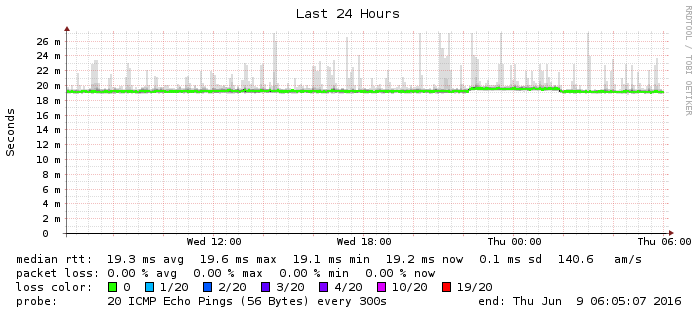 Last 24 Hours
RRDTOOL / TOBI OETIKER
Seconds
26 m
24 m
22 m
20 m
18 m
16 m
14 m
12 m
10 m
8 m
6 m
4 m
2 m
0
Wed 12:00 Wed 18:00 Thu 00:00 Thu 06:00
median rtt: 19.3 ms avg 19.6 ms max 19.1 ms min 19.2 ms now 0.1 ms sd 140.6 am/s
packet loss: 0.00 % avg 0.00 % max 0.00 % min 0.00 % now
loss color: 0 1/20 2/20 3/20 4/20 10/20 19/20
probe: 20 ICMP Echo Pings (56 Bytes) every 300s end: Thu Jun 9 06:05:07 2016